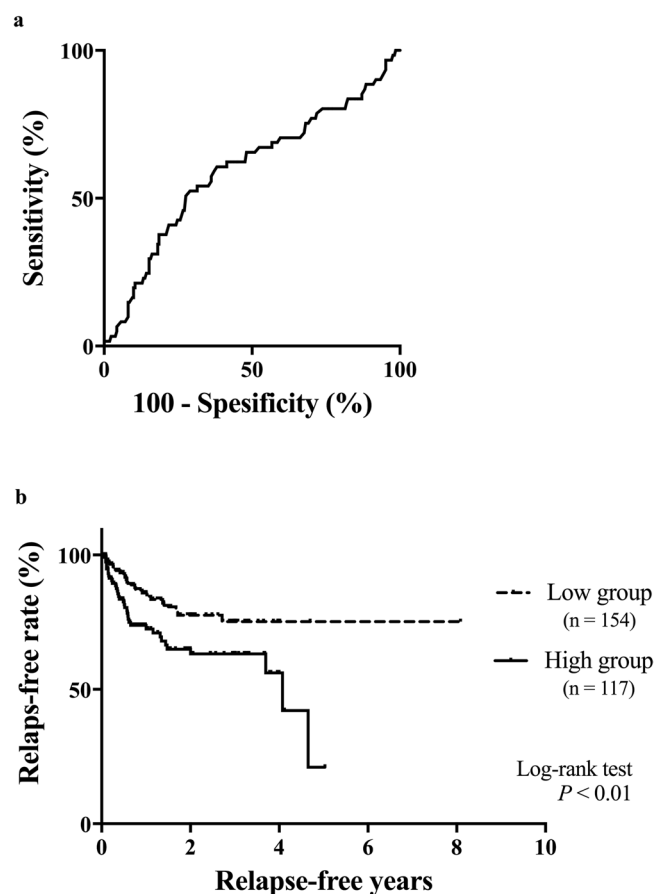 a
100
50
0
Sensitivity (%)
0 50 100
100 - Spesificity (%)
b
100
50
0
Relaps-free rate (%)
0 2 4 6 8 10
Relapse-free years
Low group
(n = 154)
High group
(n = 117)
Log-rank test
P < 0.01